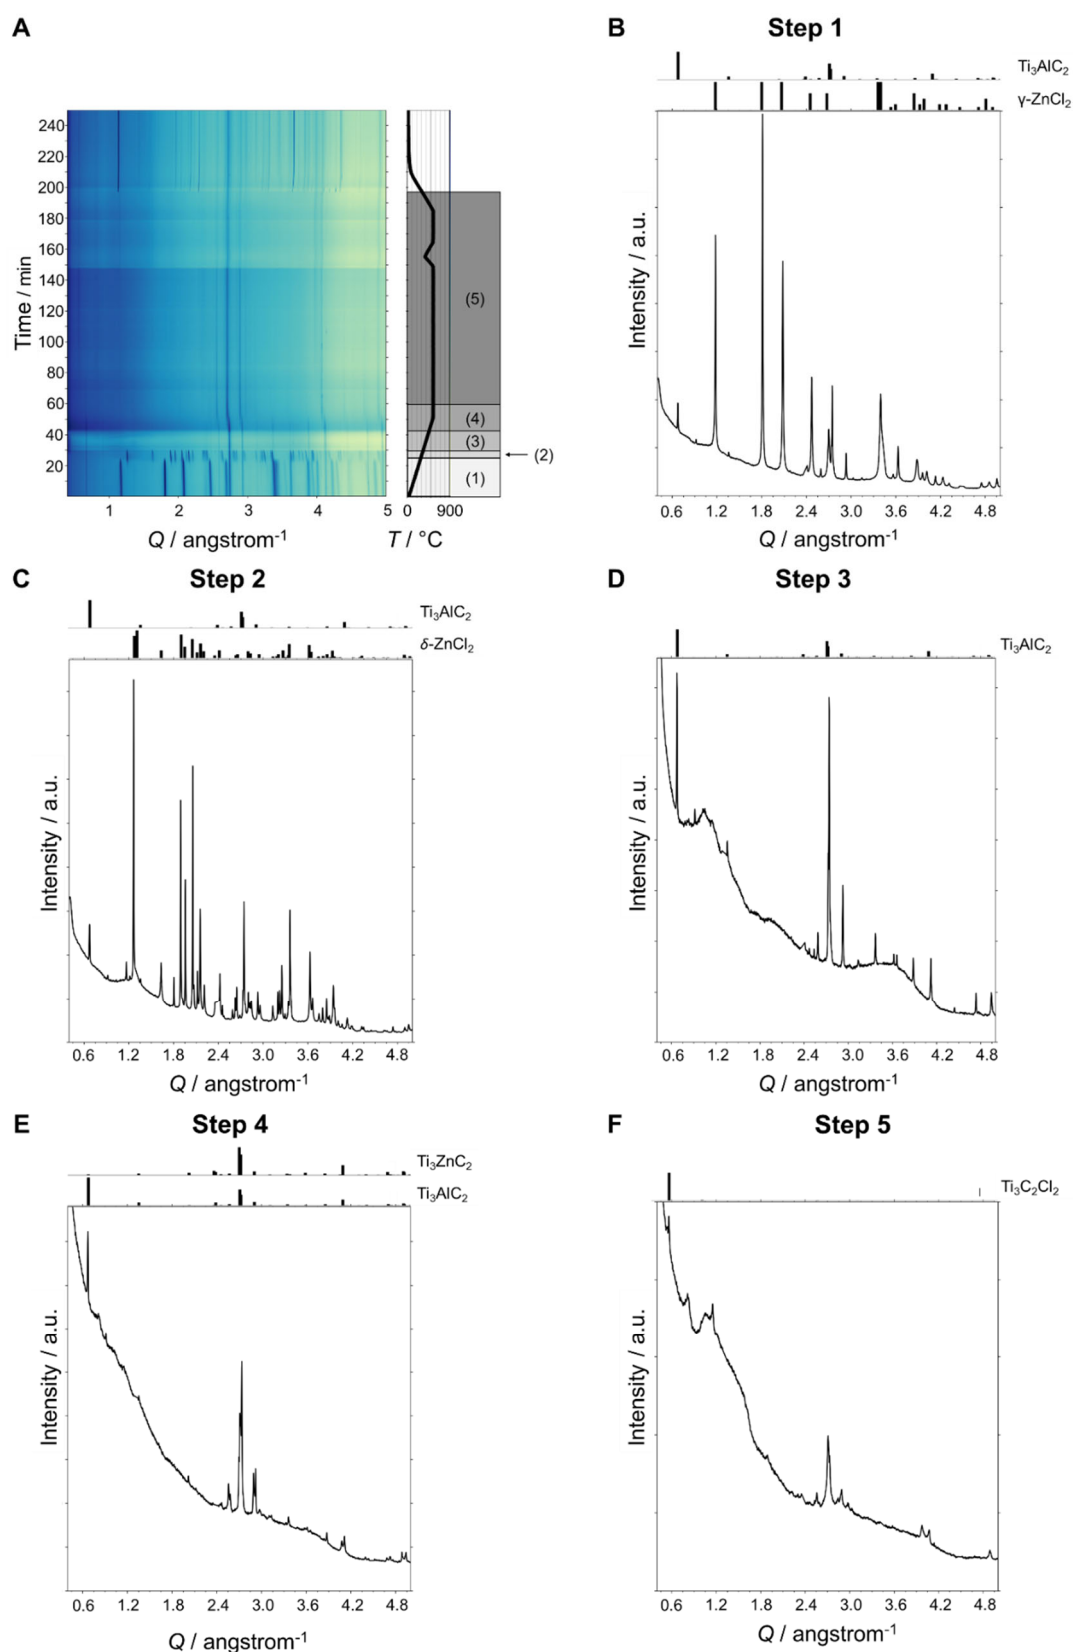 A
240
220
200
180
160
140
120
100
80
60
40
20
Time / min
1 2 3 4 5
Q / angstrom-1
(5)
(4)
(3)
(2)
(1)
0 900
T / °C
B
Step 1
Ti3AlC2
γ-ZnCl2
Intensity / a.u.
0.6 1.2 1.8 2.4 3.0 3.6 4.2 4.8
Q / angstrom-1
C
Step 2
Ti3AlC2
δ-ZnCl2
Intensity / a.u.
0.6 1.2 1.8 2.4 3.0 3.6 4.2 4.8
Q / angstrom-1
D
Step 3
Ti3AlC2
Intensity / a.u.
0.6 1.2 1.8 2.4 3.0 3.6 4.2 4.8
Q / angstrom-1
E
Step 4
Ti3ZnC2
Ti3AlC2
Intensity / a.u.
0.6 1.2 1.8 2.4 3.0 3.6 4.2 4.8
Q / angstrom-1
F
Step 5
Ti3C2Cl2
Intensity / a.u.
0.6 1.2 1.8 2.4 3.0 3.6 4.2 4.8
Q / angstrom-1